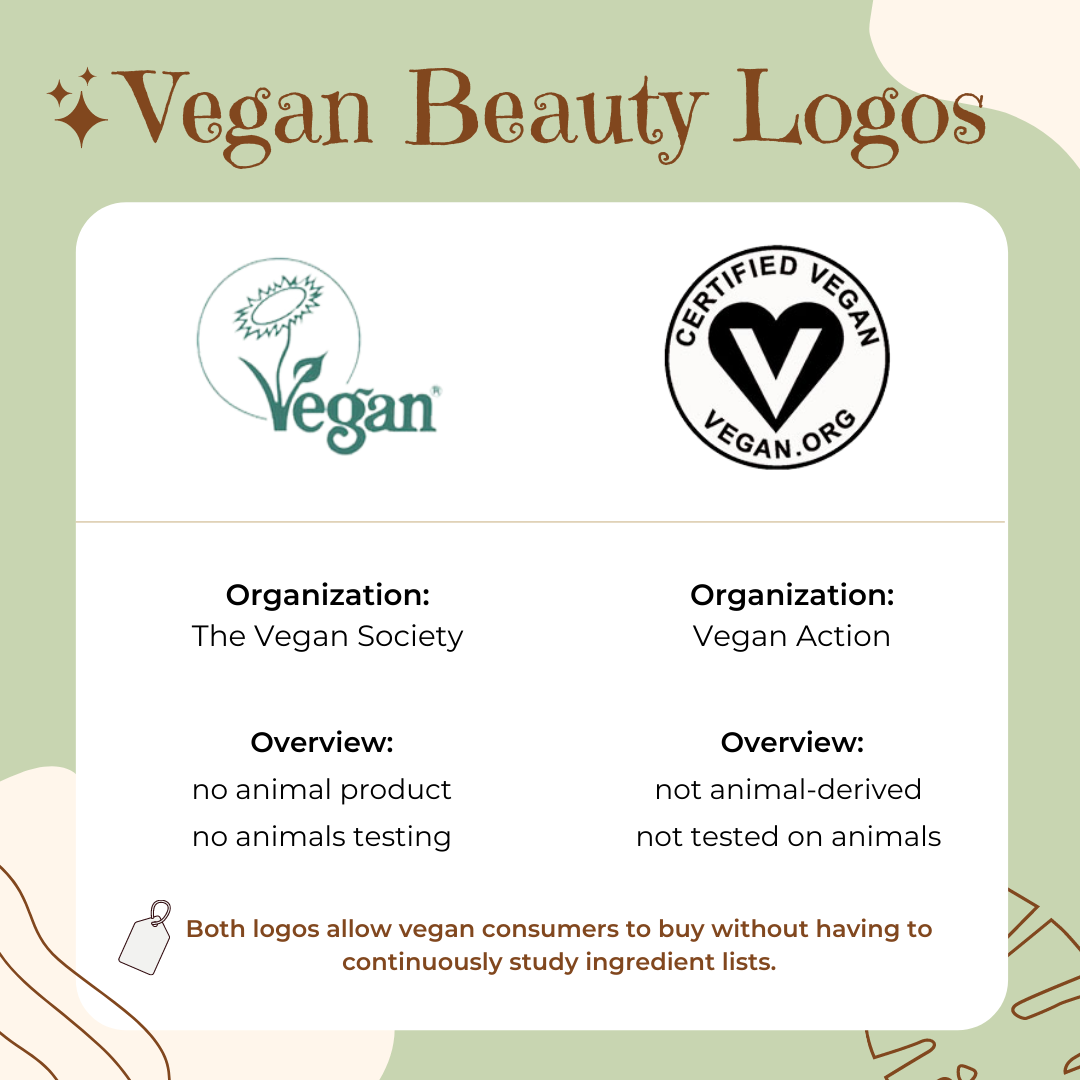 Vegan Beauty Logos
Vegan®
CERTIFIED VEGAN
V
VEGAN.ORG
Organization:
The Vegan Society
Organization:
Vegan Action
Overview:
no animal product
no animals testing
Overview:
not animal-derived
not tested on animals
Both logos allow vegan consumers to buy without having to
continuously study ingredient lists.